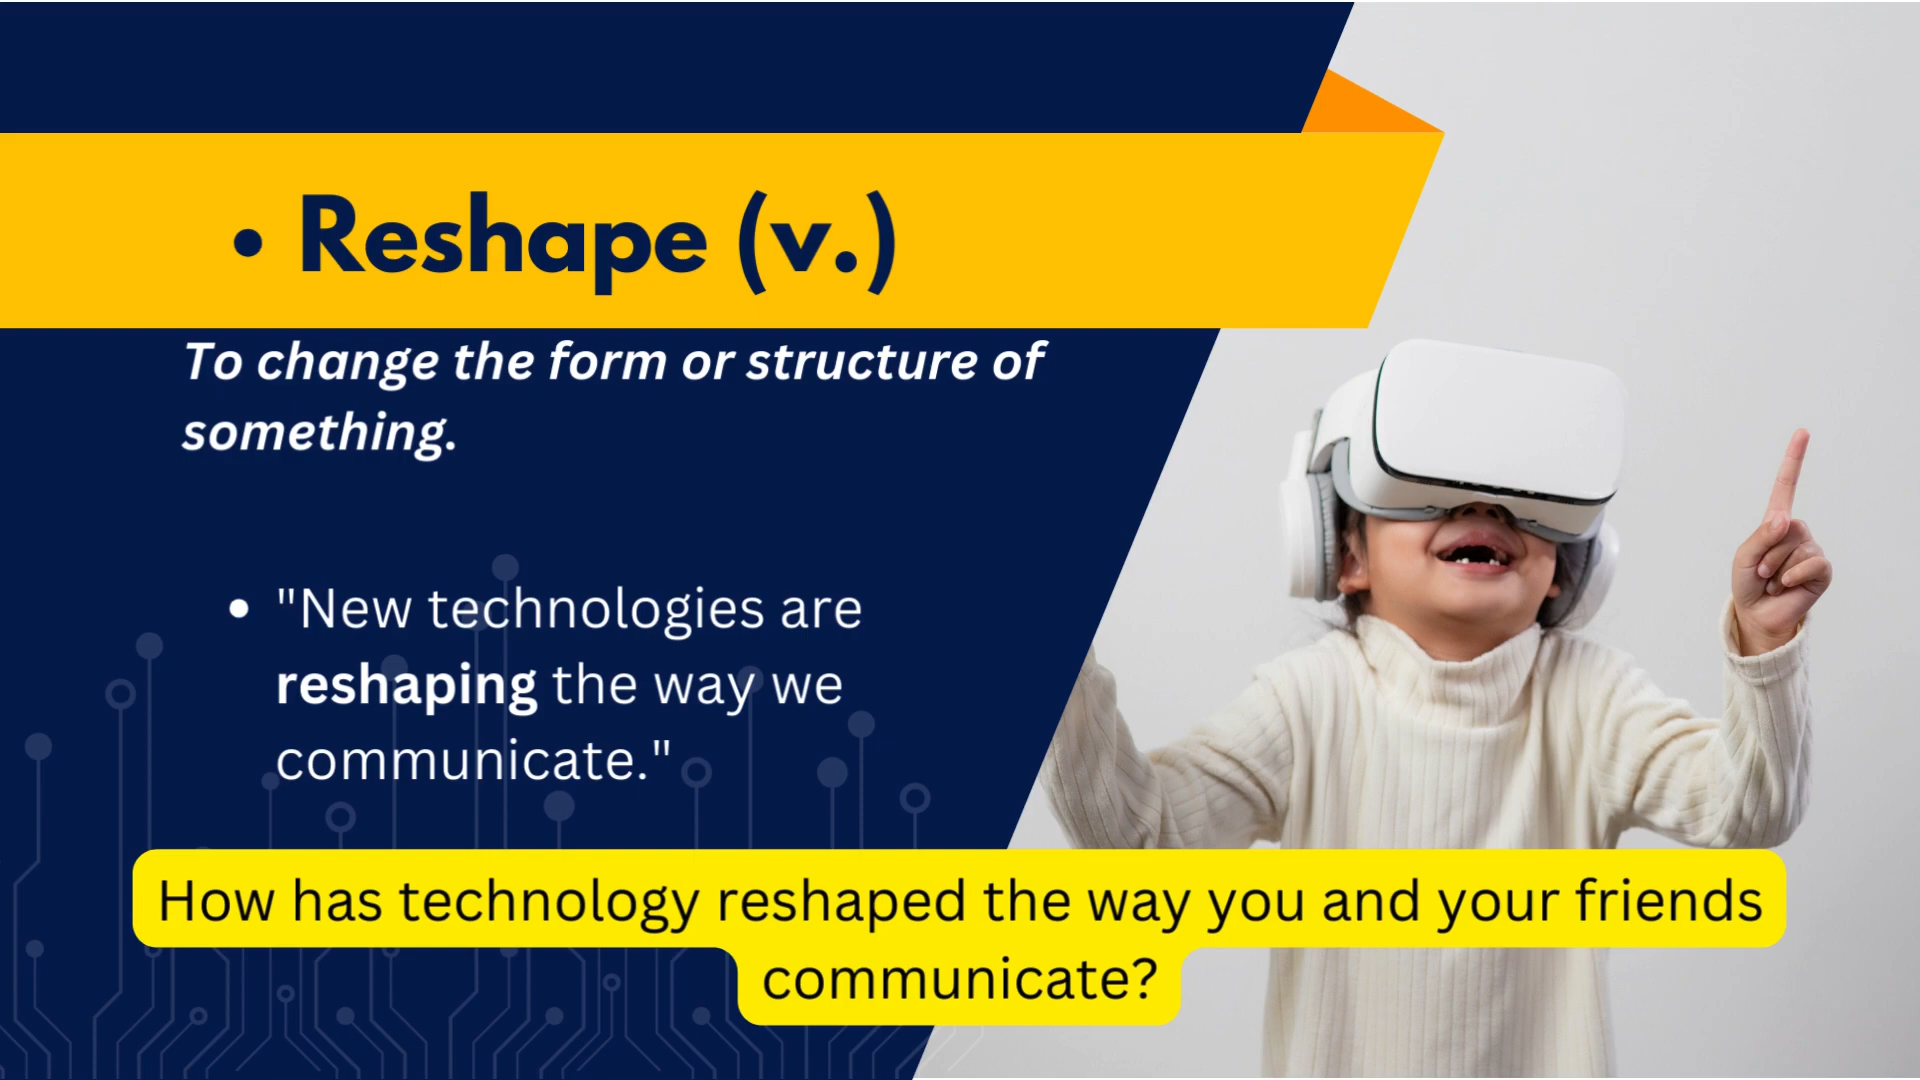 • Reshape (v.)
To change the form or structure of
something.
• "New technologies are
reshaping the way we
communicate."
How has technology reshaped the way you and your friends
communicate?